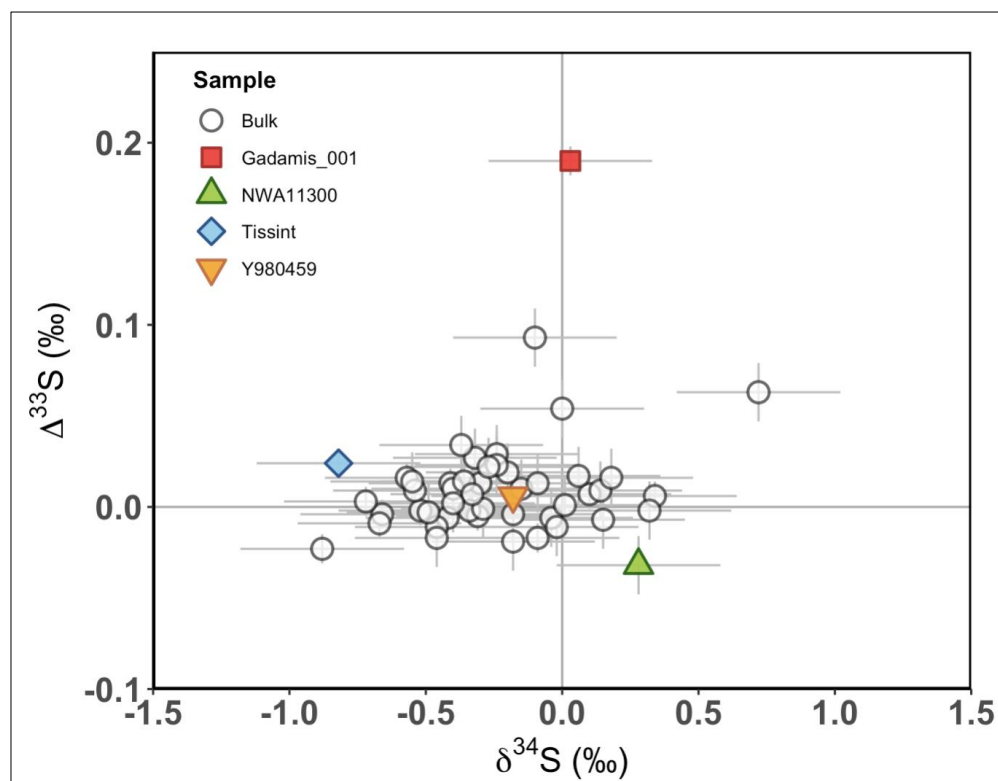 Sample
Bulk
Gadamis_001
NWA11300
Tissint
Y980459
Δ³³S (‰)
0.2
0.1
0.0
-0.1
-1.5 -1.0 -0.5 0.0 0.5 1.0 1.5
δ³⁴S (‰)